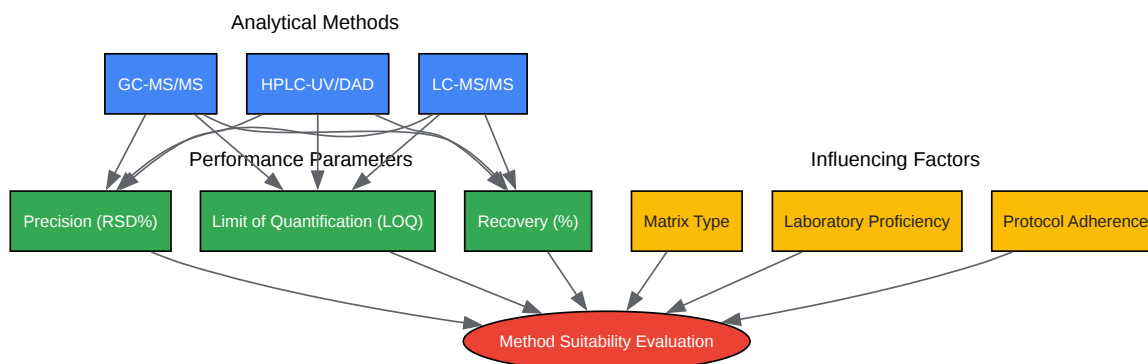 Analytical Methods
GC-MS/MS
HPLC-UV/DAD
LC-MS/MS
Performance Parameters
Influencing Factors
Precision (RSD%)
Limit of Quantification (LOQ)
Recovery (%)
Matrix Type
Laboratory Proficiency
Protocol Adherence
Method Suitability Evaluation